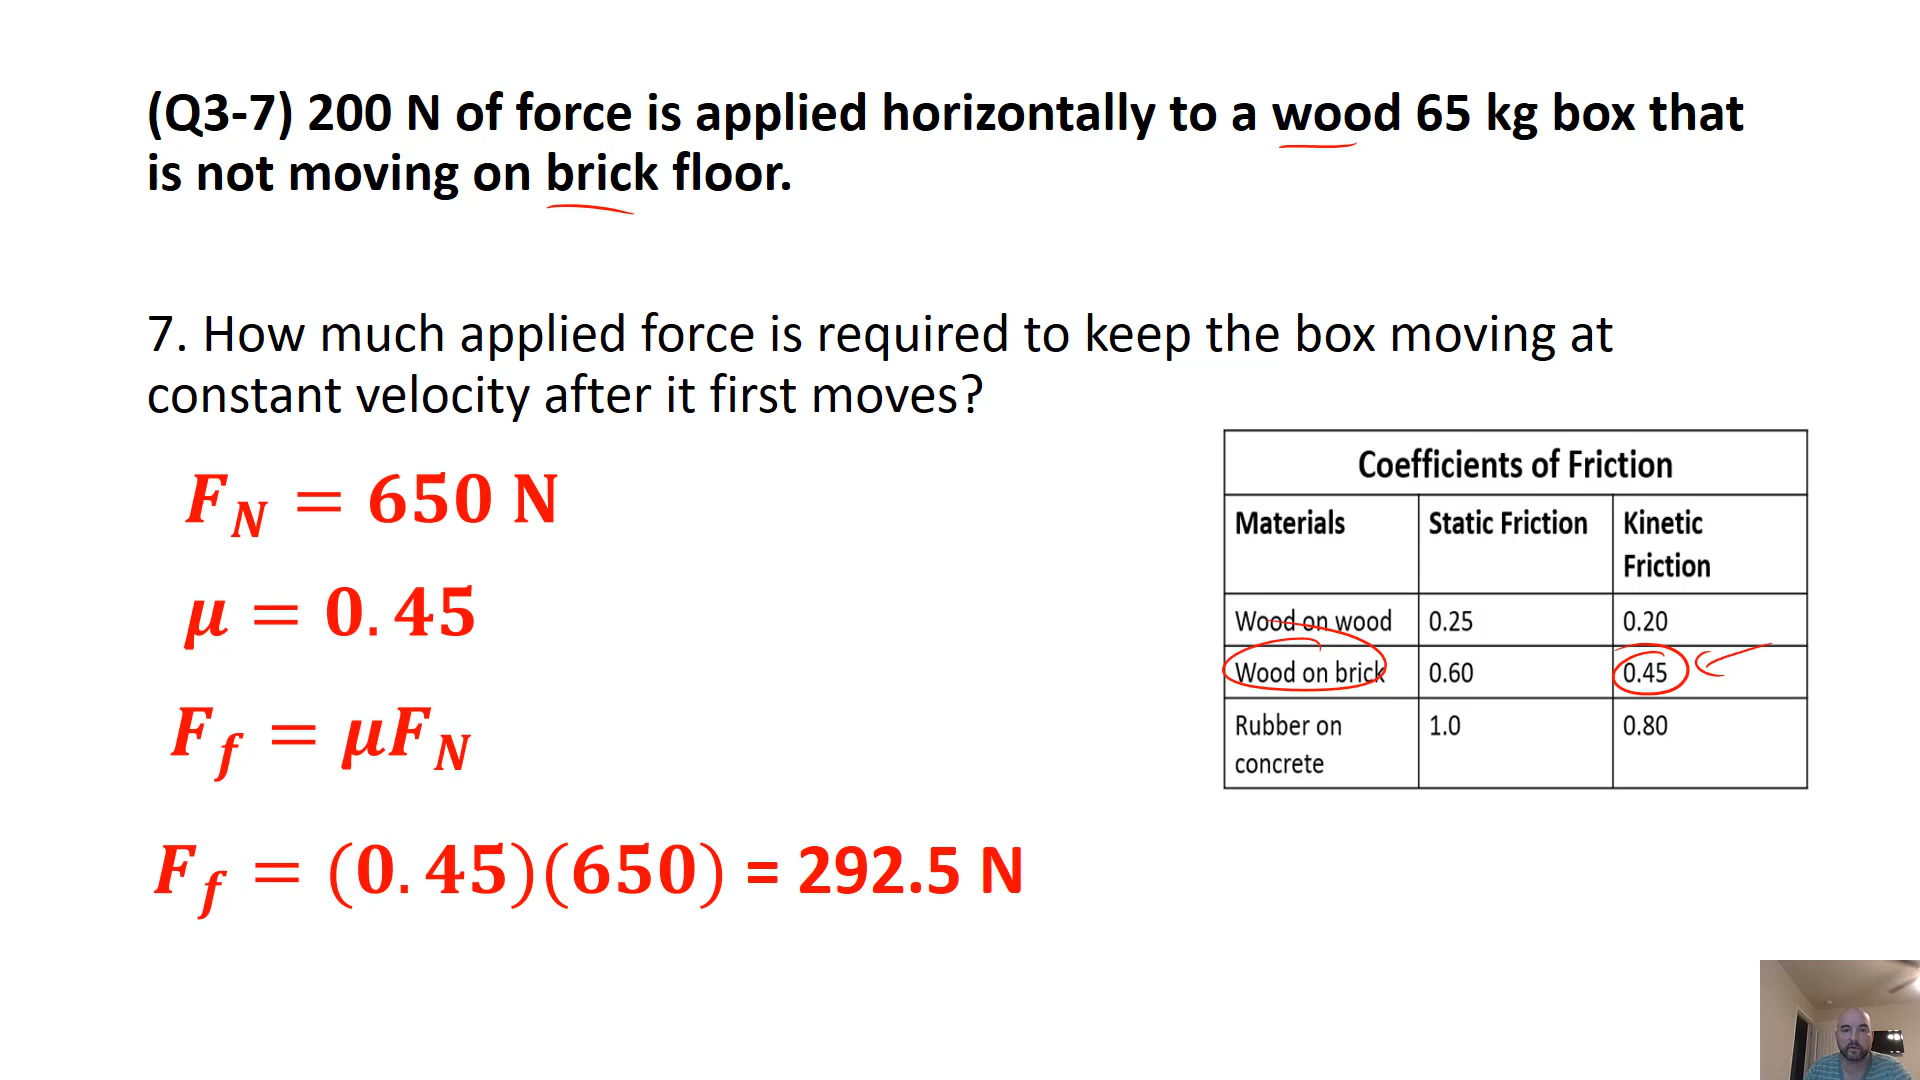 (Q3-7) 200 N of force is applied horizontally to a wood 65 kg box that
is not moving on brick floor.
7. How much applied force is required to keep the box moving at
constant velocity after it first moves?
F_N = 650 N
μ = 0.45
F_f = μF_N
F_f = (0.45)(650) = 292.5 N
Coefficients of Friction
Materials Static Friction Kinetic
Friction
Wood on wood 0.25 0.20
Wood on brick 0.60 0.45
Rubber on 1.0 0.80
concrete